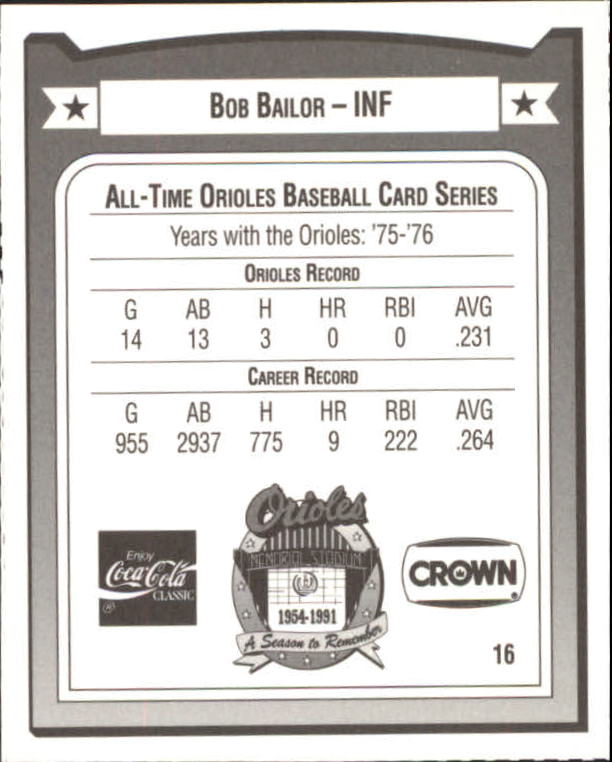 BOB BAILOR – INF
ALL-TIME ORIOLES BASEBALL CARD SERIES
Years with the Orioles: '75-'76
ORIOLES RECORD
G AB H HR RBI AVG
14 13 3 0 0 .231
CAREER RECORD
G AB H HR RBI AVG
955 2937 775 9 222 .264
Orioles
MEMORIAL STADIUM
1954-1991
A Season to Remember
Enjoy
Coca-Cola
CLASSIC
®
CROWN
®
16